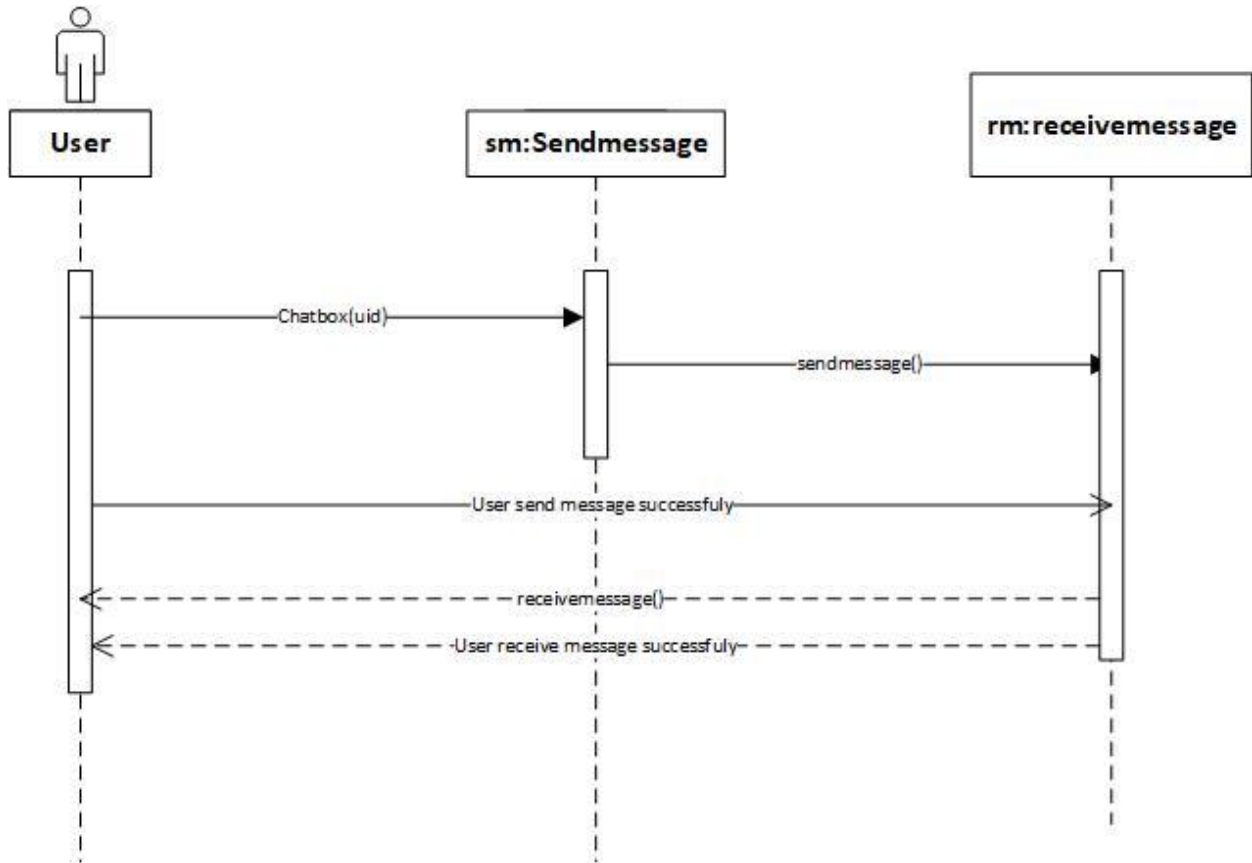 User
sm:Sendmessage
rm:receivemessage
Chatbox(uid)
sendmessage()
User send message successfuly
receivemessage()
User receive message successfuly